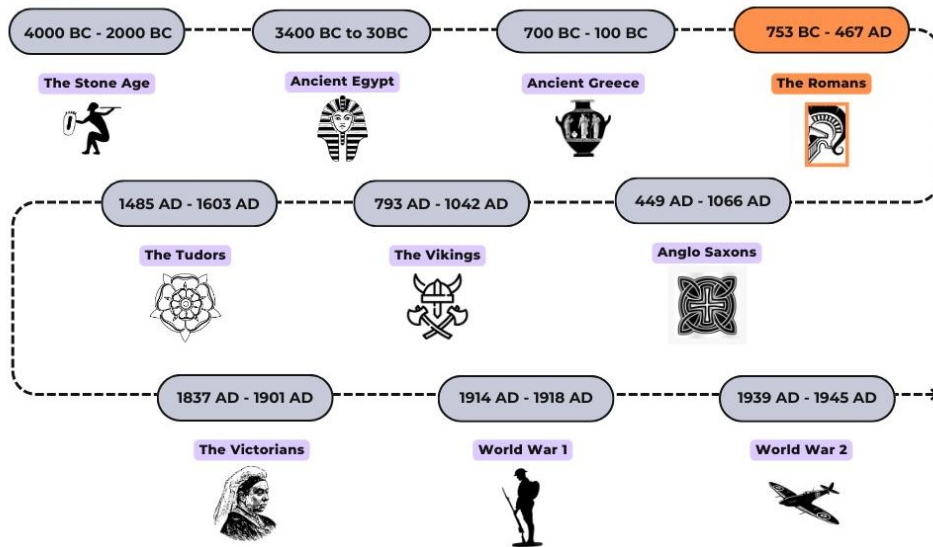 4000 BC - 2000 BC
The Stone Age
3400 BC to 30BC
Ancient Egypt
700 BC - 100 BC
Ancient Greece
753 BC - 467 AD
The Romans
449 AD - 1066 AD
Anglo Saxons
793 AD - 1042 AD
The Vikings
1485 AD - 1603 AD
The Tudors
1837 AD - 1901 AD
The Victorians
1914 AD - 1918 AD
World War 1
1939 AD - 1945 AD
World War 2